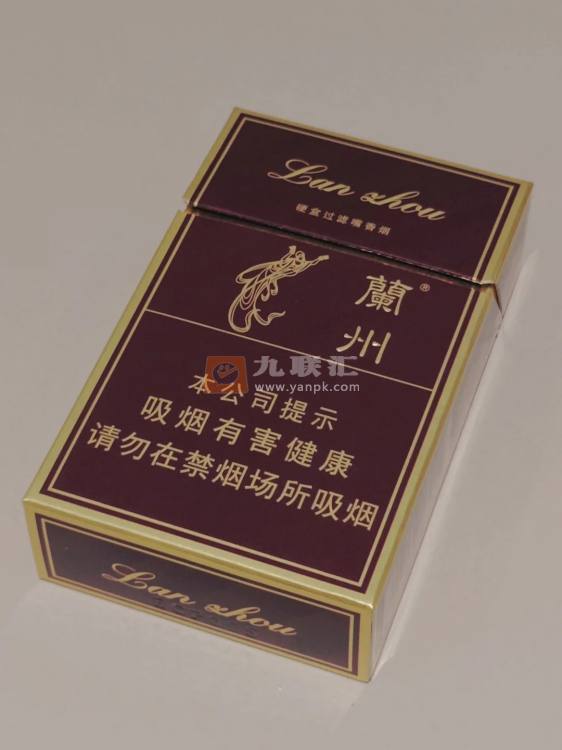 Lan zhou
硬盒过滤嘴香烟
蘭®
州
九联汇
www.yanpk.com
本公司提示
吸烟有害健康
请勿在禁烟场所吸烟
Lan zhou